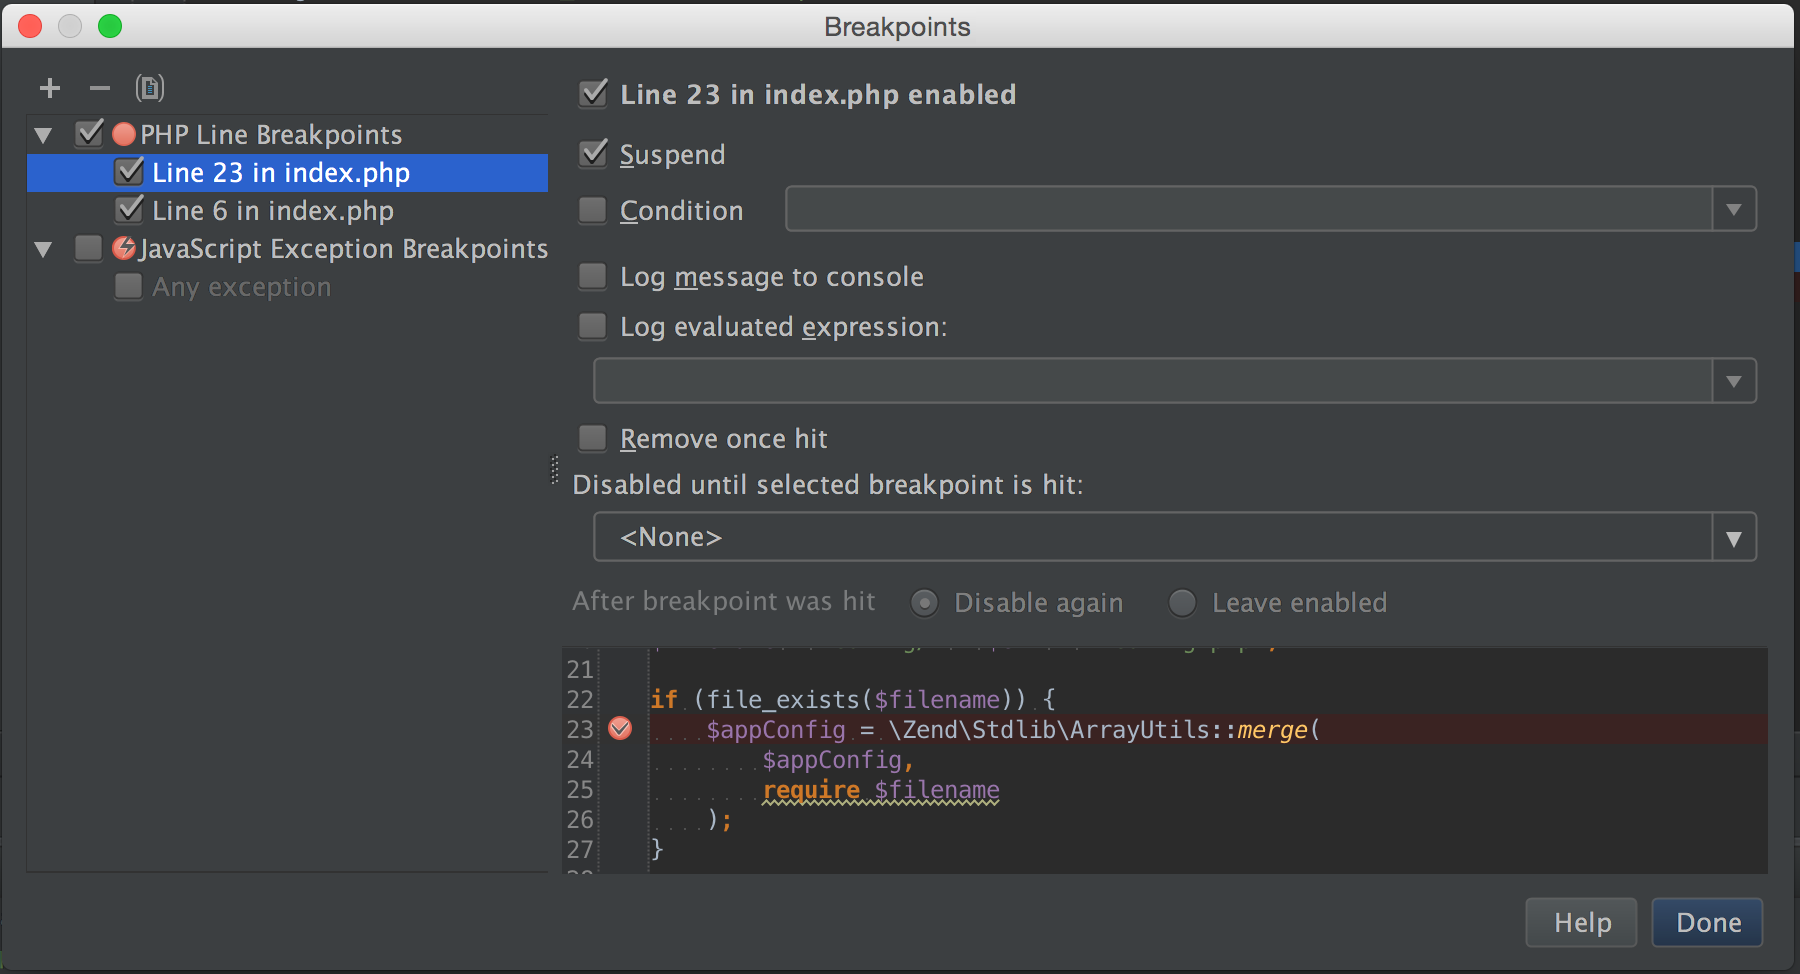 Breakpoints
PHP Line Breakpoints
Line 23 in index.php
Line 6 in index.php
JavaScript Exception Breakpoints
Any exception
Line 23 in index.php enabled
Suspend
Condition
Log message to console
Log evaluated expression:
Remove once hit
Disabled until selected breakpoint is hit:
<None>
After breakpoint was hit Disable again Leave enabled
21
22 if (file_exists($filename)) {
23 $appConfig = \Zend\Stdlib\ArrayUtils::merge(
24 $appConfig,
25 require $filename
26 );
27 }
Help Done